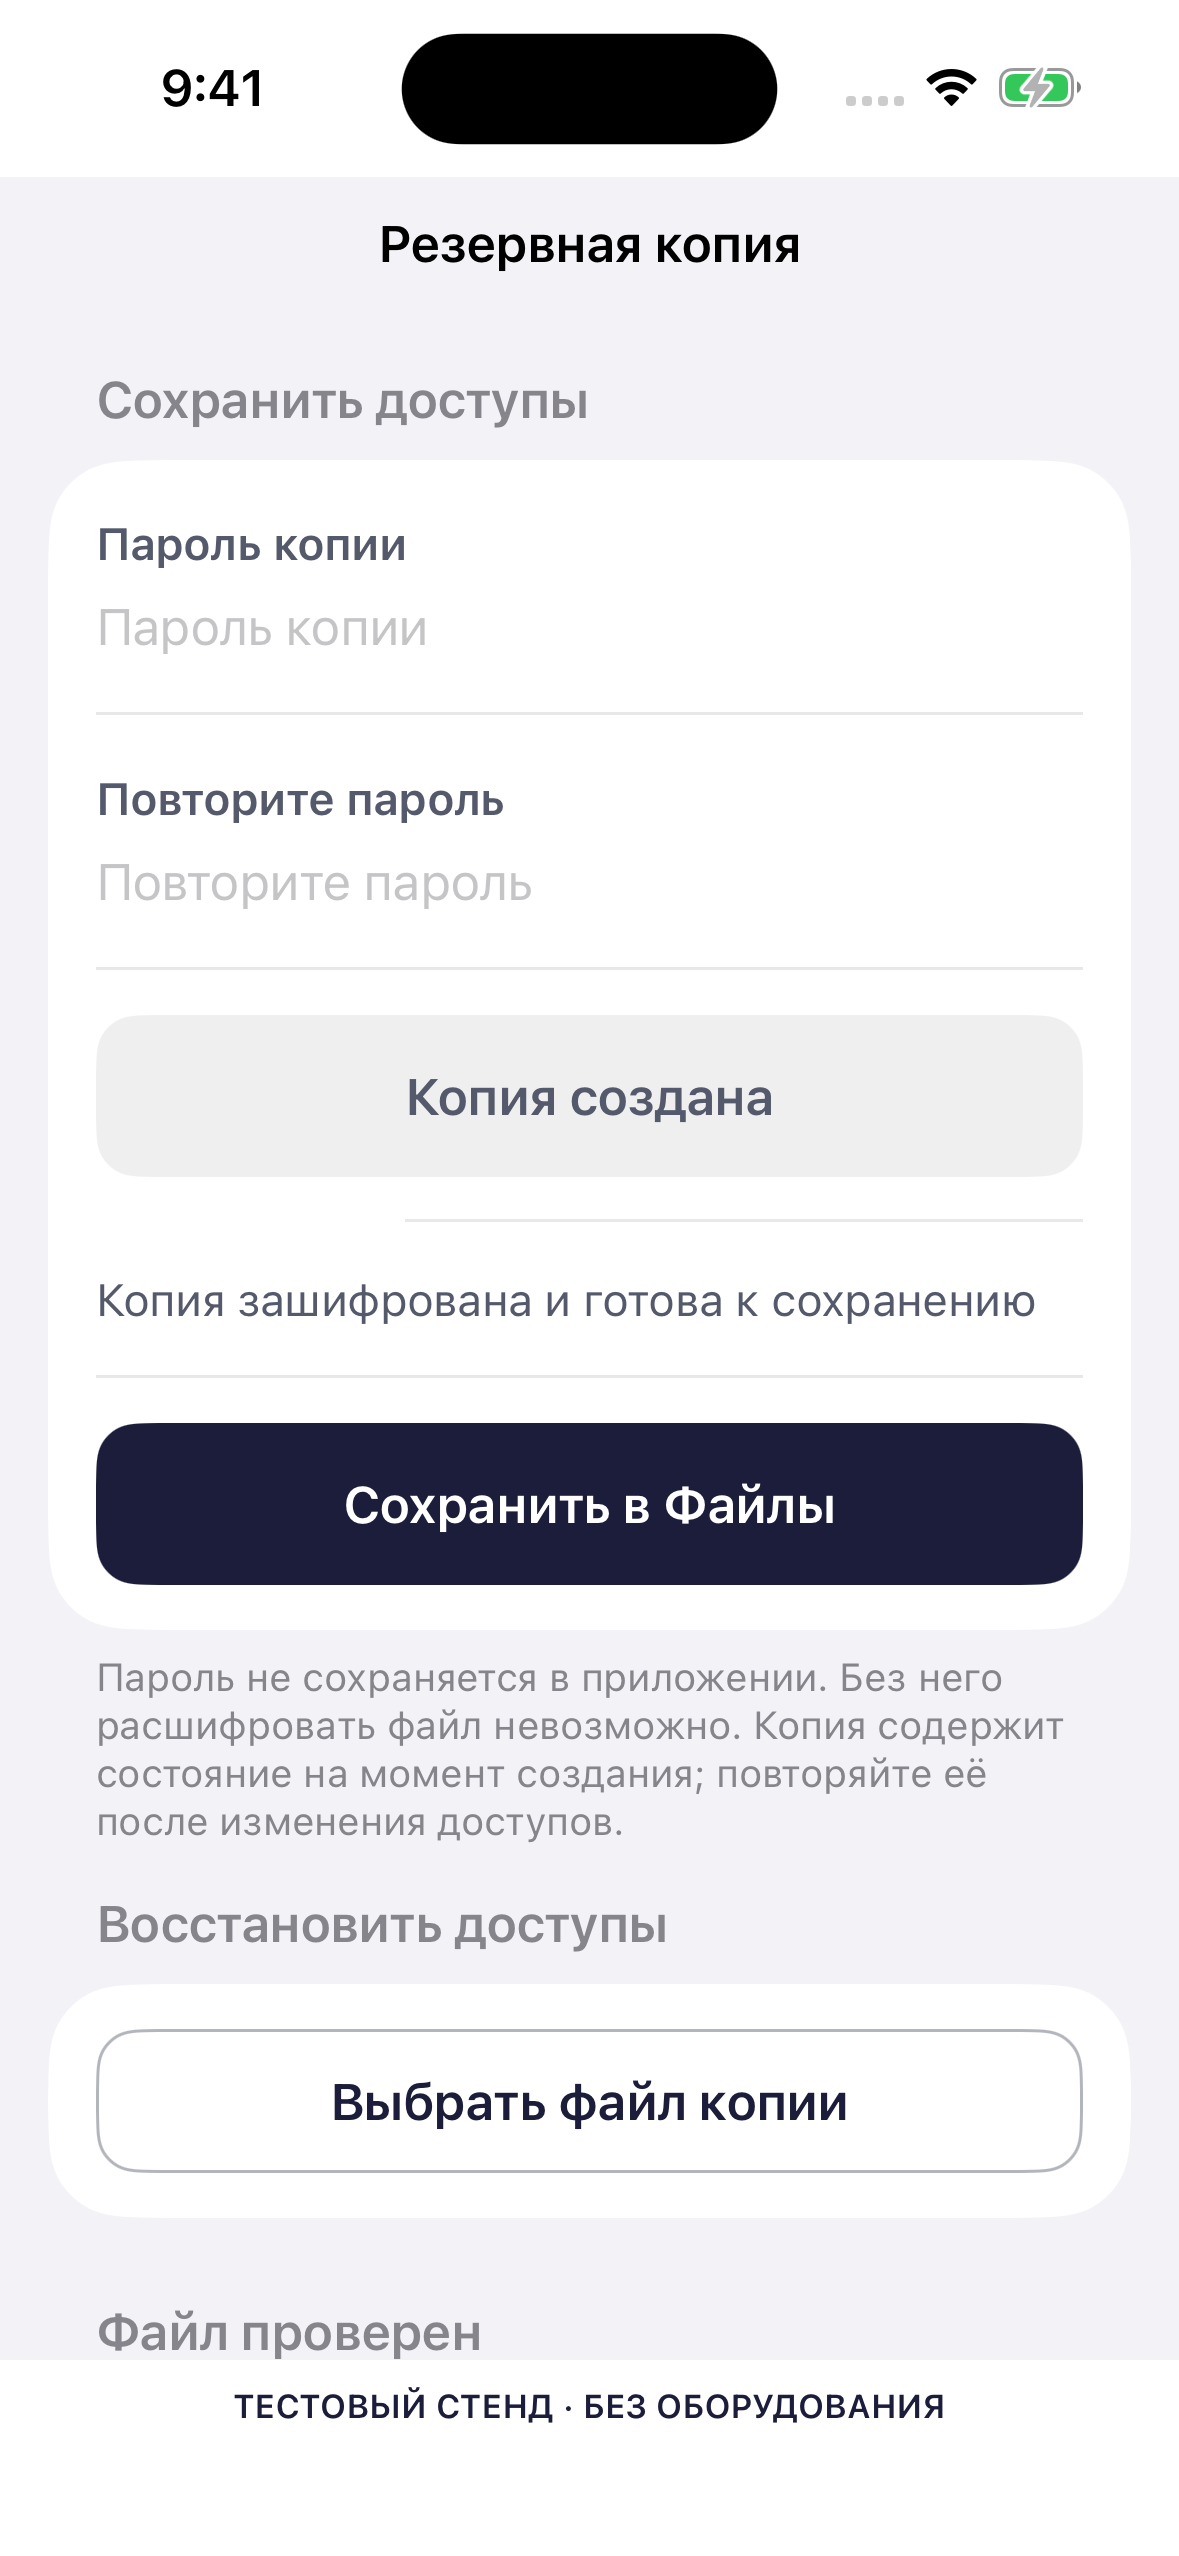 9:41
Резервная копия
Сохранить доступы
Пароль копии
Пароль копии
Повторите пароль
Повторите пароль
Копия создана
Копия зашифрована и готова к сохранению
Сохранить в Файлы
Пароль не сохраняется в приложении. Без него
расшифровать файл невозможно. Копия содержит
состояние на момент создания; повторяйте её
после изменения доступов.
Восстановить доступы
Выбрать файл копии
Файл проверен
ТЕСТОВЫЙ СТЕНД · БЕЗ ОБОРУДОВАНИЯ